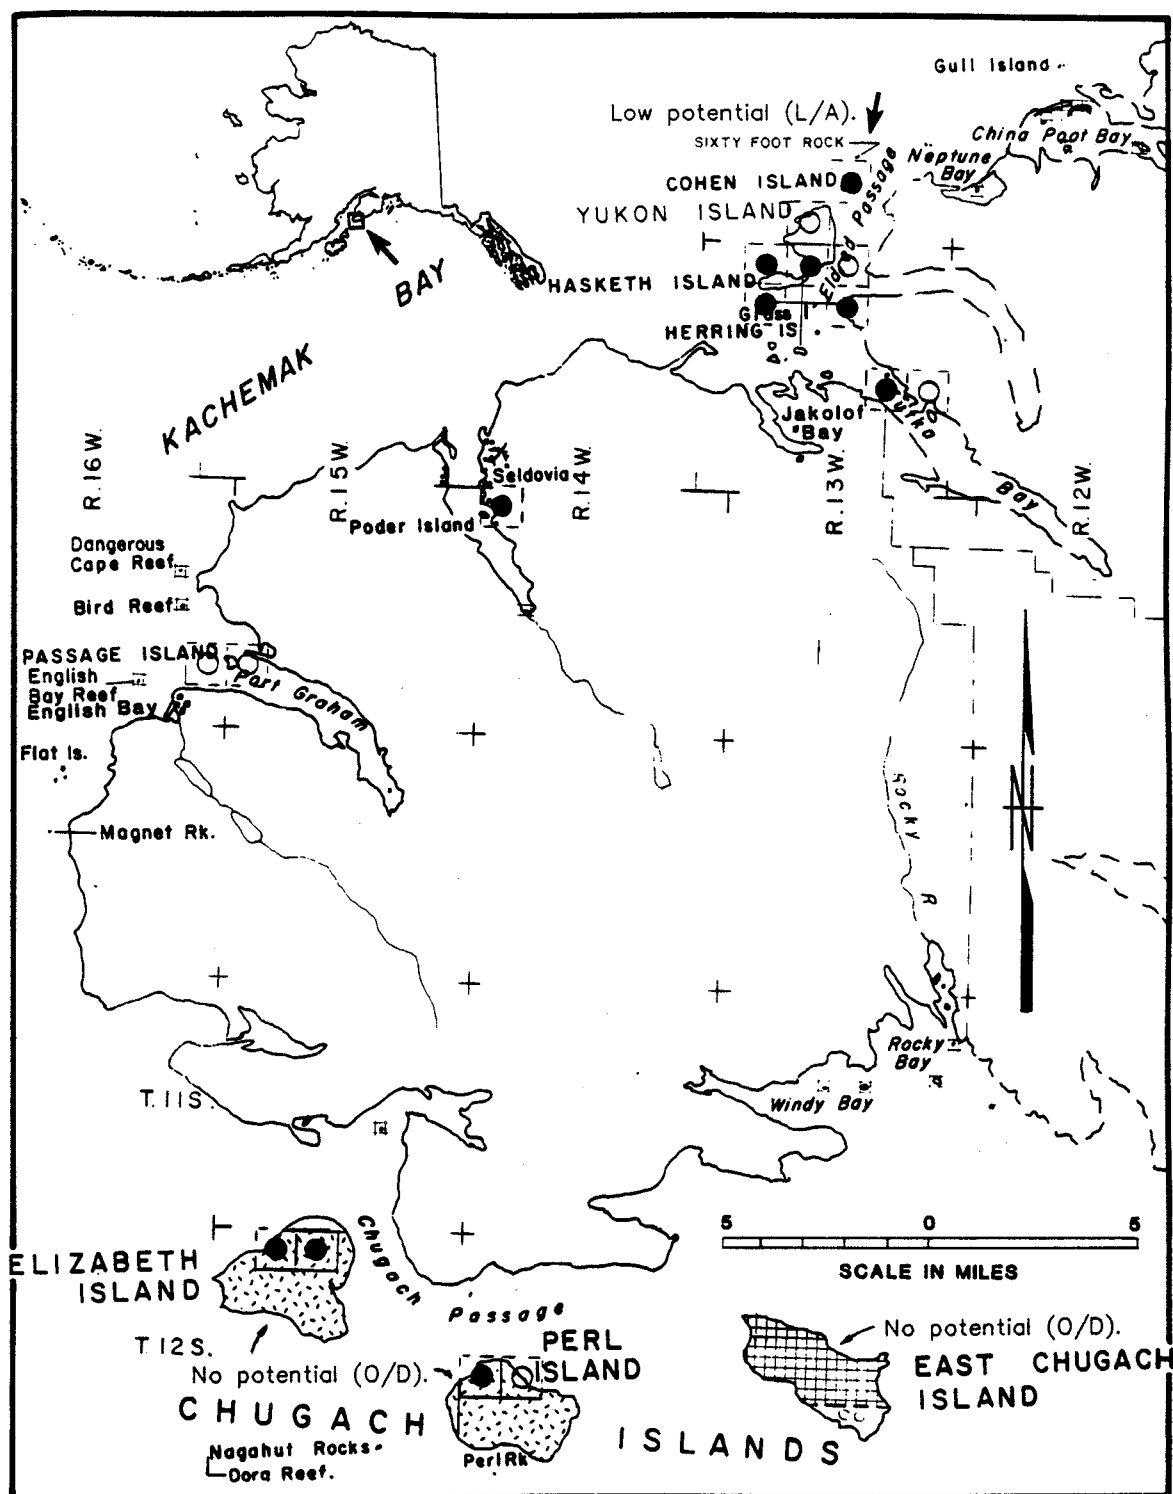 Gull Island
Low potential (L/A).
SIXTY FOOT ROCK
China Poot Bay
Neptune
Bay
COHEN ISLAND
Eldred Passage
YUKON ISLAND
BAY
HASKETH ISLAND
Grass
HERRING IS
KACHEMAK
Jakolof
Bay
Tutka
Bay
R.16W.
R.15W.
R.14W.
R.13W.
R.12W.
Seldovia
Poder Island
Dangerous
Cape Reef
Bird Reef
PASSAGE ISLAND
English
Bay Reef
English Bay
Port Graham
Flat Is.
Magnet Rk.
ROCKY R
N
Rocky
Bay
Windy Bay
T.11S.
5 0 5
SCALE IN MILES
ELIZABETH
ISLAND
Chugach
Passage
T.12S.
No potential (O/D).
PERL
ISLAND
No potential (O/D).
EAST CHUGACH
ISLAND
CHUGACH
ISLANDS
Nagahut Rocks
Dora Reef.
Perl Rk